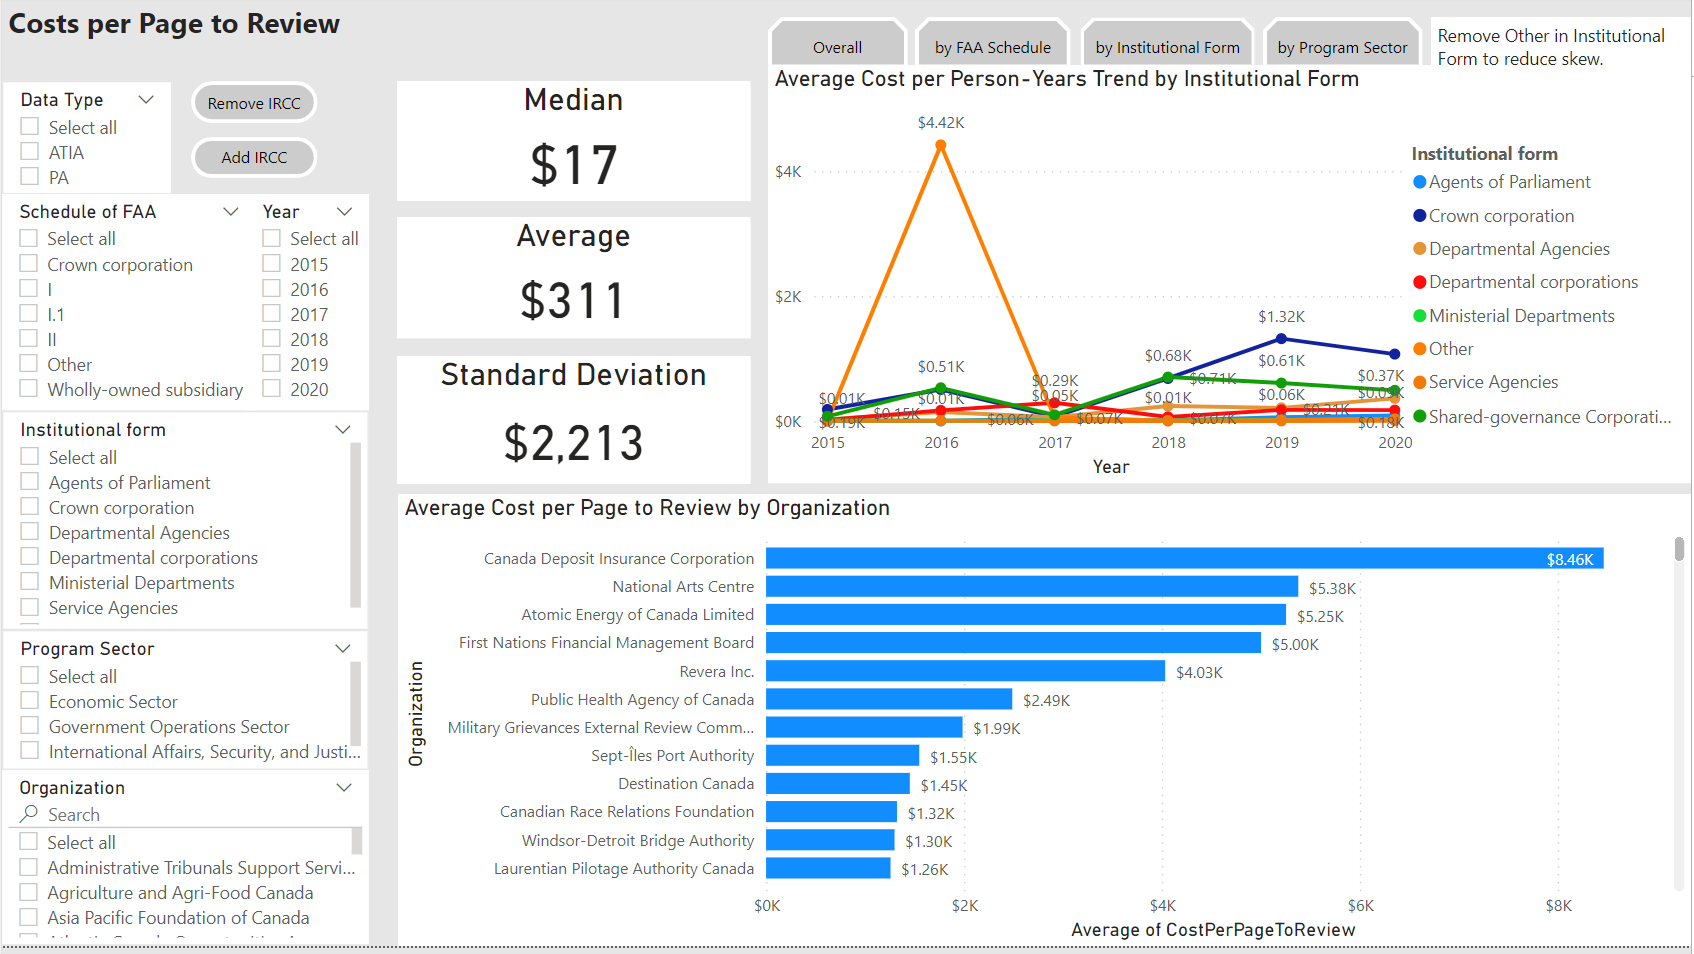 Costs per Page to Review
Overall
by FAA Schedule
by Institutional Form
by Program Sector
Remove Other in Institutional
Form to reduce skew.
Data Type
Select all
ATIA
PA
Remove IRCC
Add IRCC
Schedule of FAA
Select all
Crown corporation
I
I.1
II
Other
Wholly-owned subsidiary
Year
Select all
2015
2016
2017
2018
2019
2020
Institutional form
Select all
Agents of Parliament
Crown corporation
Departmental Agencies
Departmental corporations
Ministerial Departments
Service Agencies
Program Sector
Select all
Economic Sector
Government Operations Sector
International Affairs, Security, and Justi...
Organization
Search
Select all
Administrative Tribunals Support Servi...
Agriculture and Agri-Food Canada
Asia Pacific Foundation of Canada
Median
$17
Average
$311
Standard Deviation
$2,213
Average Cost per Person-Years Trend by Institutional Form
$4K
$2K
$0K
$4.42K
$0.01K
$0.19K
$0.15K
$0.51K
$0.01K
$0.06K
$0.29K
$0.05K
$0.07K
$0.68K
$0.71K
$0.01K
$0.07K
$1.32K
$0.61K
$0.06K
$0.21K
$0.37K
$0.18K
2015
2016
2017
2018
2019
2020
Year
Institutional form
Agents of Parliament
Crown corporation
Departmental Agencies
Departmental corporations
Ministerial Departments
Other
Service Agencies
Shared-governance Corporati...
Average Cost per Page to Review by Organization
Organization
Canada Deposit Insurance Corporation $8.46K
National Arts Centre $5.38K
Atomic Energy of Canada Limited $5.25K
First Nations Financial Management Board $5.00K
Revera Inc. $4.03K
Public Health Agency of Canada $2.49K
Military Grievances External Review Comm... $1.99K
Sept-Îles Port Authority $1.55K
Destination Canada $1.45K
Canadian Race Relations Foundation $1.32K
Windsor-Detroit Bridge Authority $1.30K
Laurentian Pilotage Authority Canada $1.26K
$0K $2K $4K $6K $8K
Average of CostPerPageToReview